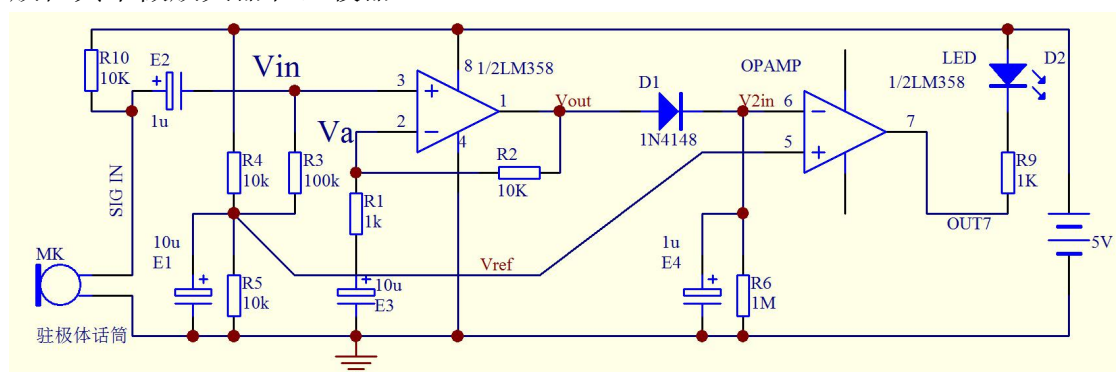 R10
10K
E2
+
1u
Vin
8
1/2LM358
3
+
1
Vout
Va
2
−
4
R4
10k
R3
100k
R2
10K
R1
1k
SIG IN
MK
驻极体话筒
10u
E1
+
R5
10k
+
10u
E3
Vref
D1
1N4148
V2in
OPAMP
1/2LM358
6
−
5
+
7
LED
D2
R9
1K
OUT7
1u
E4
+
R6
1M
5V